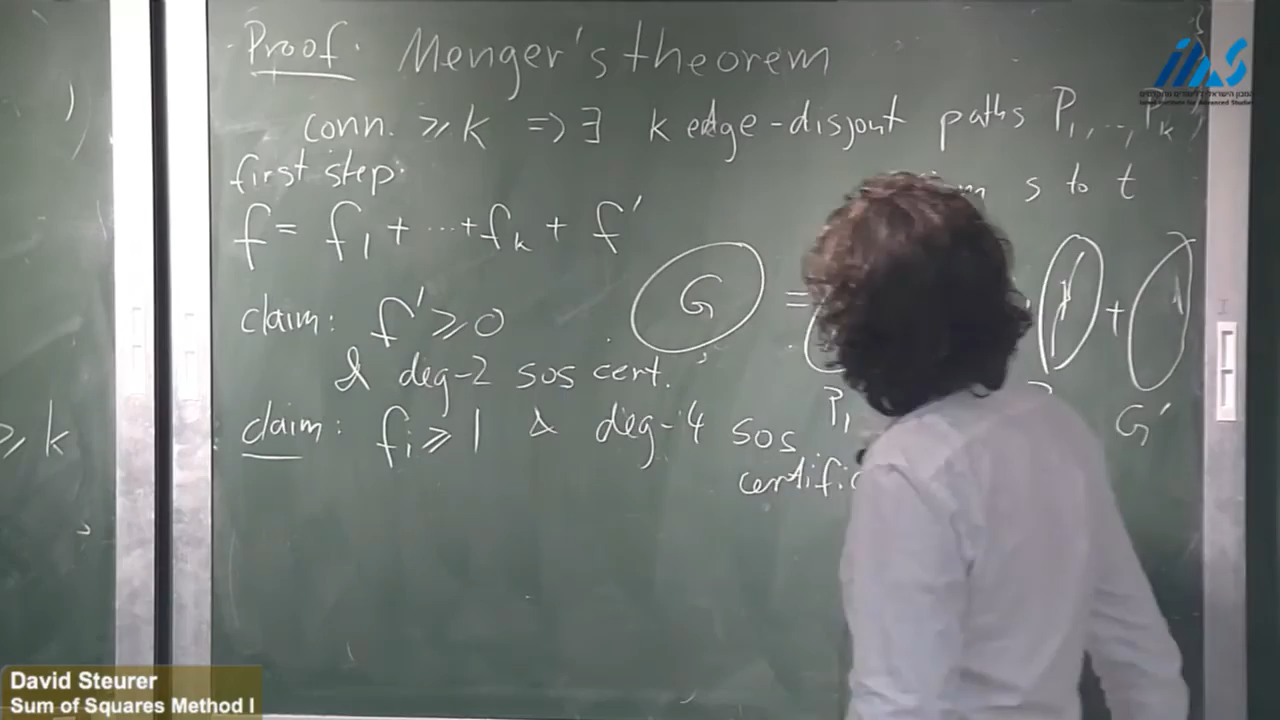 Proof: Menger's theorem
conn. ≥ k => ∃ k edge-disjont paths P₁, .., Pₖ
s to t
first step:
f = f₁ + ... + fₖ + f'
G = + G'
P₁
claim: f' ≥ 0
& deg-2 sos cert.
claim: fᵢ ≥ 1 & deg-4 sos
≥ k
David Steurer
Sum of Squares Method I